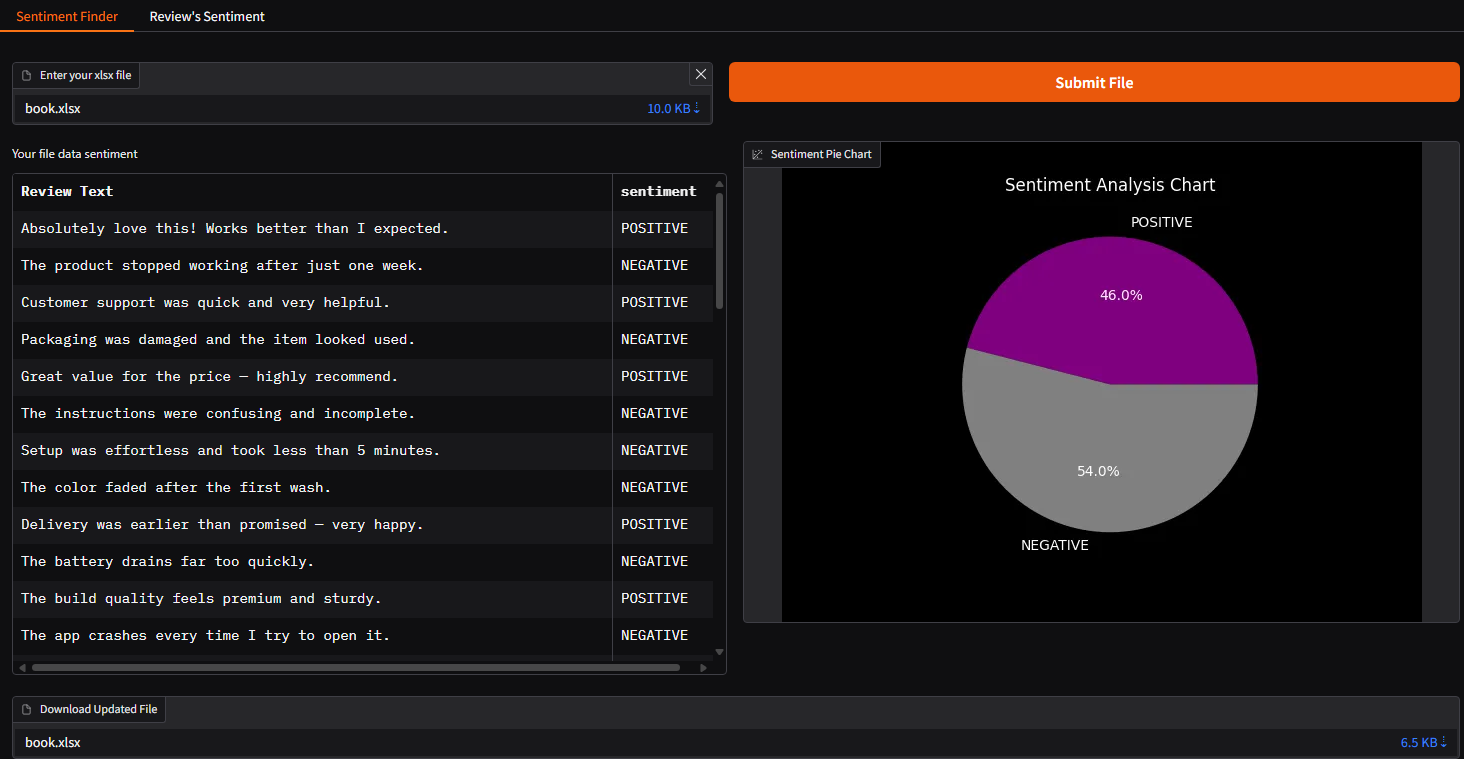 Sentiment Finder
Review's Sentiment
Enter your xlsx file
book.xlsx
10.0 KB ↓
Submit File
Your file data sentiment
Review Text sentiment
Absolutely love this! Works better than I expected. POSITIVE
The product stopped working after just one week. NEGATIVE
Customer support was quick and very helpful. POSITIVE
Packaging was damaged and the item looked used. NEGATIVE
Great value for the price — highly recommend. POSITIVE
The instructions were confusing and incomplete. NEGATIVE
Setup was effortless and took less than 5 minutes. NEGATIVE
The color faded after the first wash. NEGATIVE
Delivery was earlier than promised — very happy. POSITIVE
The battery drains far too quickly. NEGATIVE
The build quality feels premium and sturdy. POSITIVE
The app crashes every time I try to open it. NEGATIVE
Sentiment Pie Chart
Sentiment Analysis Chart
POSITIVE
46.0%
54.0%
NEGATIVE
Download Updated File
book.xlsx
6.5 KB ↓